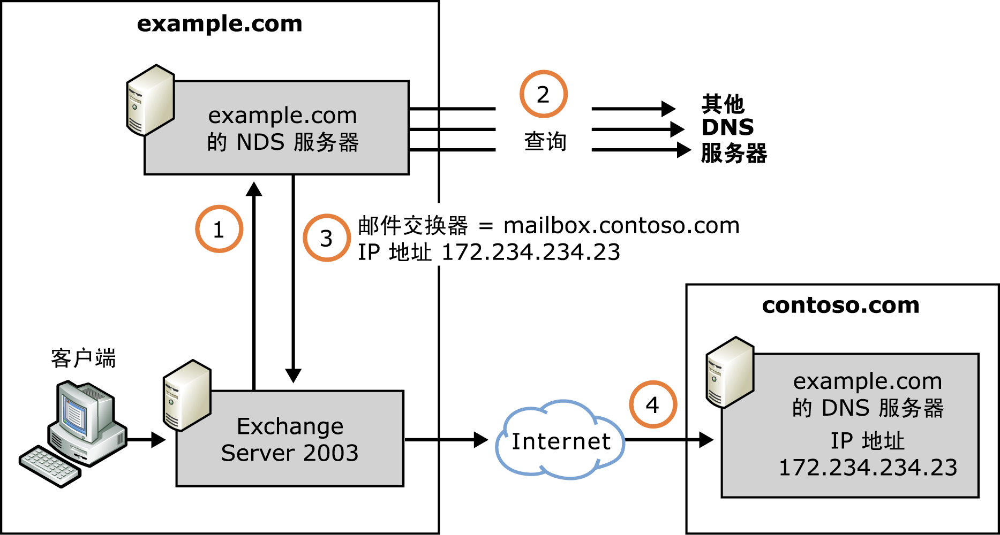 example.com
example.com
的 NDS 服务器
2
查询
其他
DNS
服务器
1
3
邮件交换器 = mailbox.contoso.com
IP 地址 172.234.234.23
客户端
Exchange
Server 2003
Internet
4
contoso.com
example.com
的 DNS 服务器
IP 地址
172.234.234.23